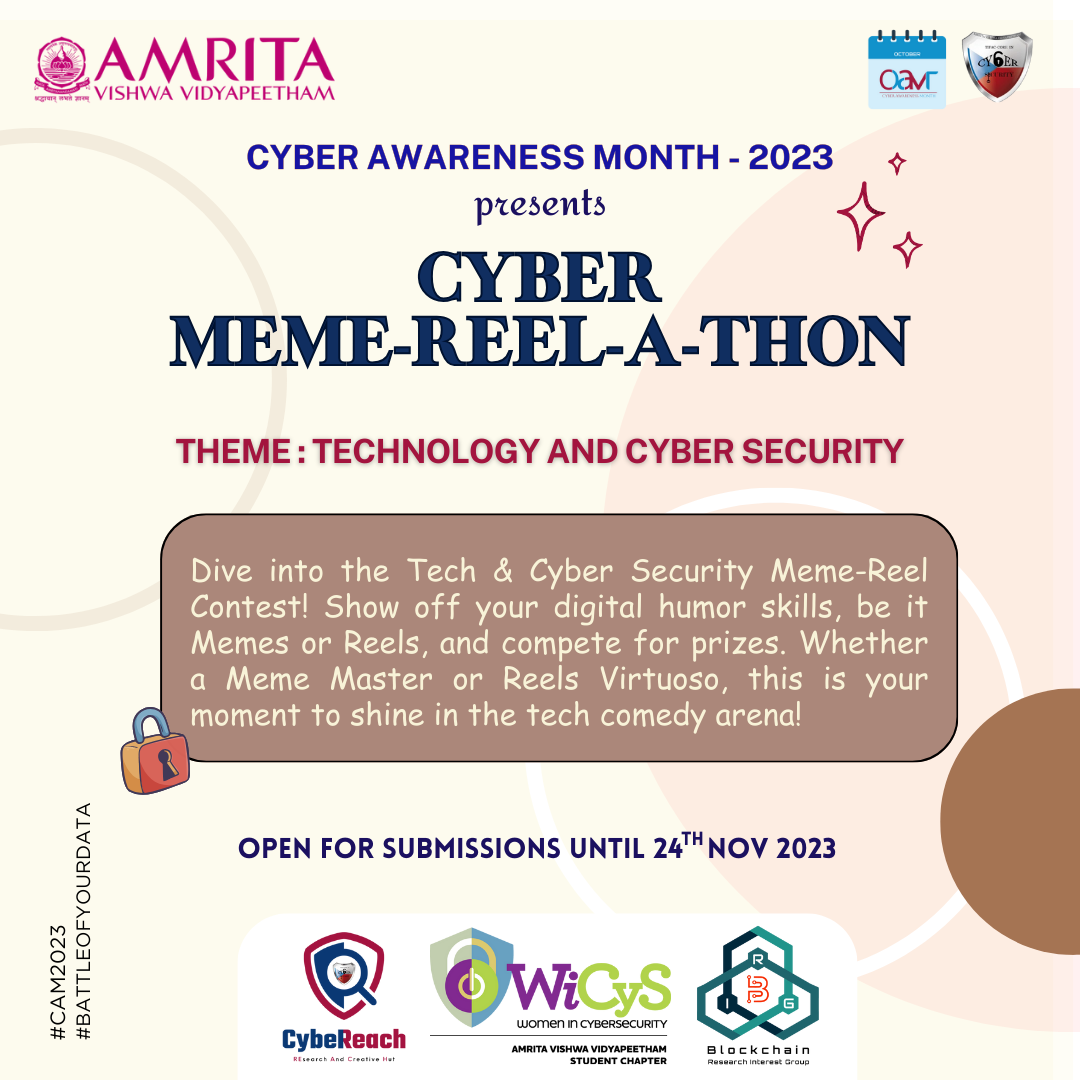 AMRITA
VISHWA VIDYAPEETHAM
श्रद्धावान् लभते ज्ञानम्
OCTOBER
CYBER AWARENESS MONTH - 2023
presents
CYBER
MEME-REEL-A-THON
THEME : TECHNOLOGY AND CYBER SECURITY
Dive into the Tech & Cyber Security Meme-Reel
Contest! Show off your digital humor skills, be it
Memes or Reels, and compete for prizes. Whether
a Meme Master or Reels Virtuoso, this is your
moment to shine in the tech comedy arena!
OPEN FOR SUBMISSIONS UNTIL 24TH NOV 2023
#CAM2023
#BATTLEOFYOURDATA
CybeReach
REsearch And Creative Hut
WiCyS
WOMEN IN CYBERSECURITY
AMRITA VISHWA VIDYAPEETHAM
STUDENT CHAPTER
R
B
I
G
Blockchain
Research Interest Group